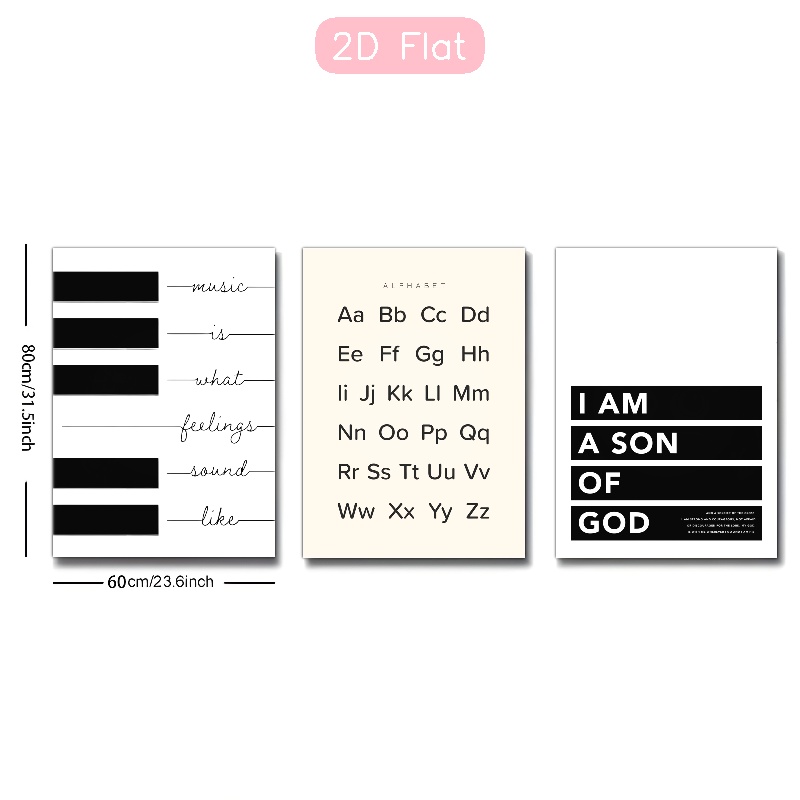 2D Flat
80cm/31.5inch
music
is
what
feelings
sound
like
60cm/23.6inch
ALPHABET
Aa Bb Cc Dd
Ee Ff Gg Hh
Ii Jj Kk Ll Mm
Nn Oo Pp Qq
Rr Ss Tt Uu Vv
Ww Xx Yy Zz
I AM
A SON
OF
GOD